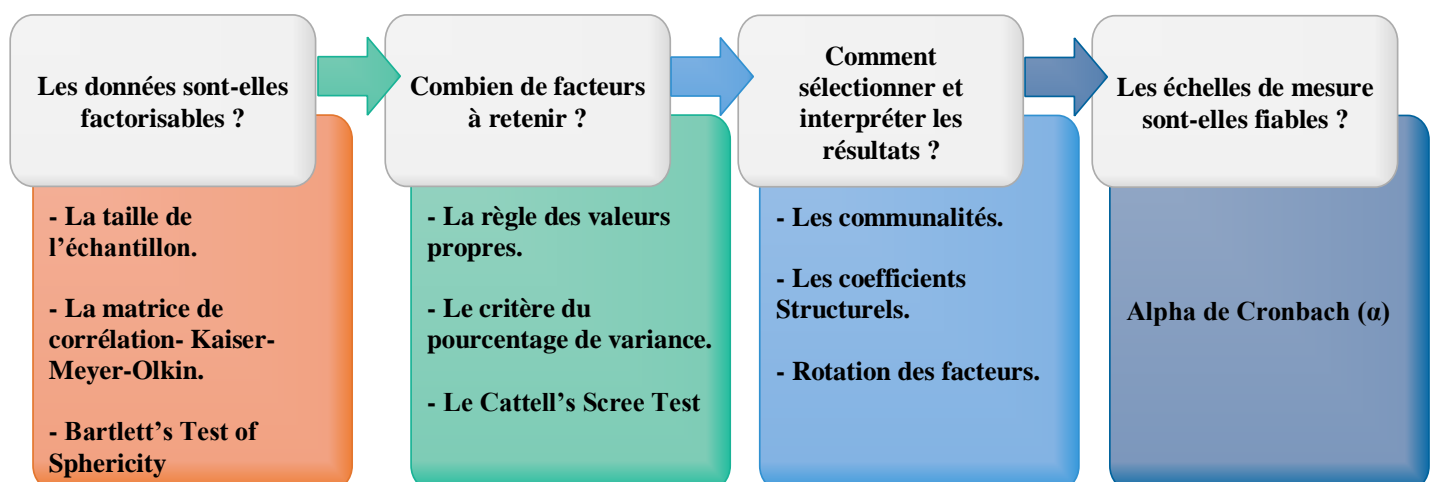 Les données sont-elles
factorisables ?
- La taille de
l’échantillon.
- La matrice de
corrélation- Kaiser-
Meyer-Olkin.
- Bartlett’s Test of
Sphericity
Combien de facteurs
à retenir ?
- La règle des valeurs
propres.
- Le critère du
pourcentage de variance.
- Le Cattell’s Scree Test
Comment
sélectionner et
interpréter les
résultats ?
- Les communalités.
- Les coefficients
Structurels.
- Rotation des facteurs.
Les échelles de mesure
sont-elles fiables ?
Alpha de Cronbach (α)